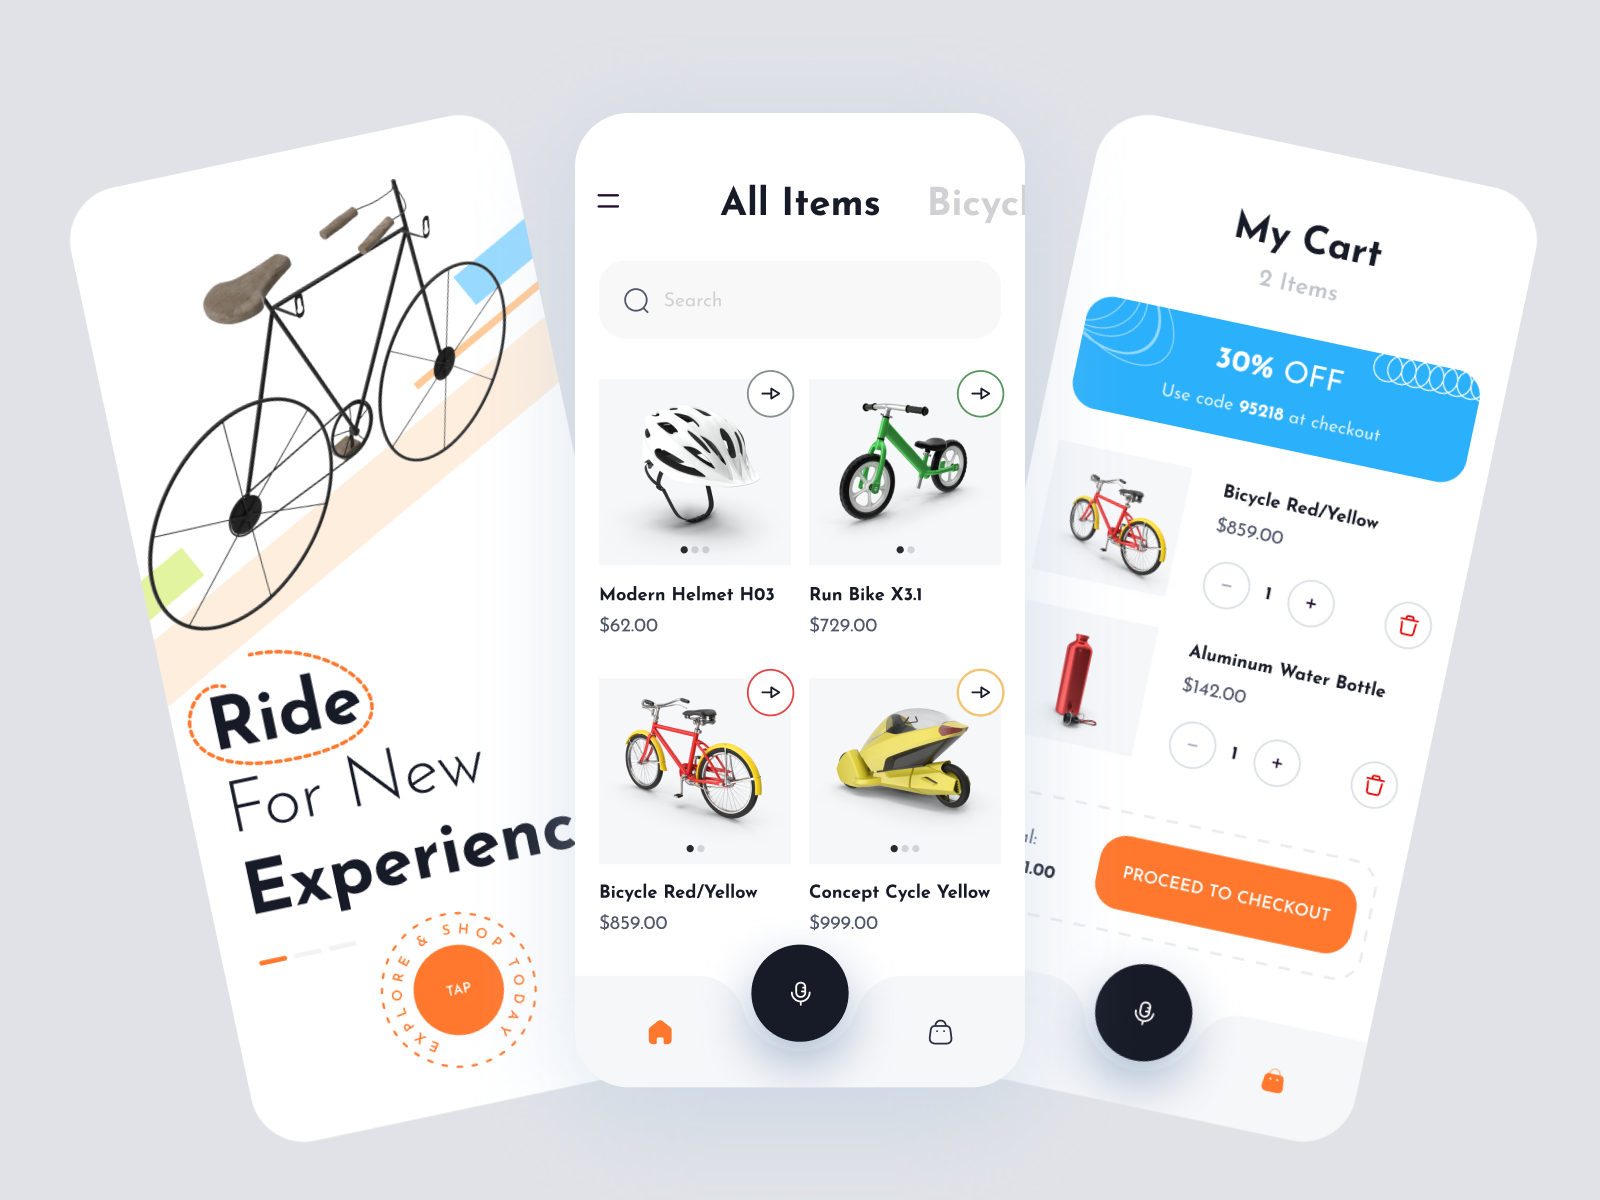 Ride
For New
Experienc
EXPLORE & SHOP TODAY
TAP
All Items
Bicycl
Search
Modern Helmet H03
$62.00
Run Bike X3.1
$729.00
Bicycle Red/Yellow
$859.00
Concept Cycle Yellow
$999.00
My Cart
2 Items
30% OFF
Use code 95218 at checkout
Bicycle Red/Yellow
$859.00
− 1 +
Aluminum Water Bottle
$142.00
− 1 +
al:
1.00
PROCEED TO CHECKOUT